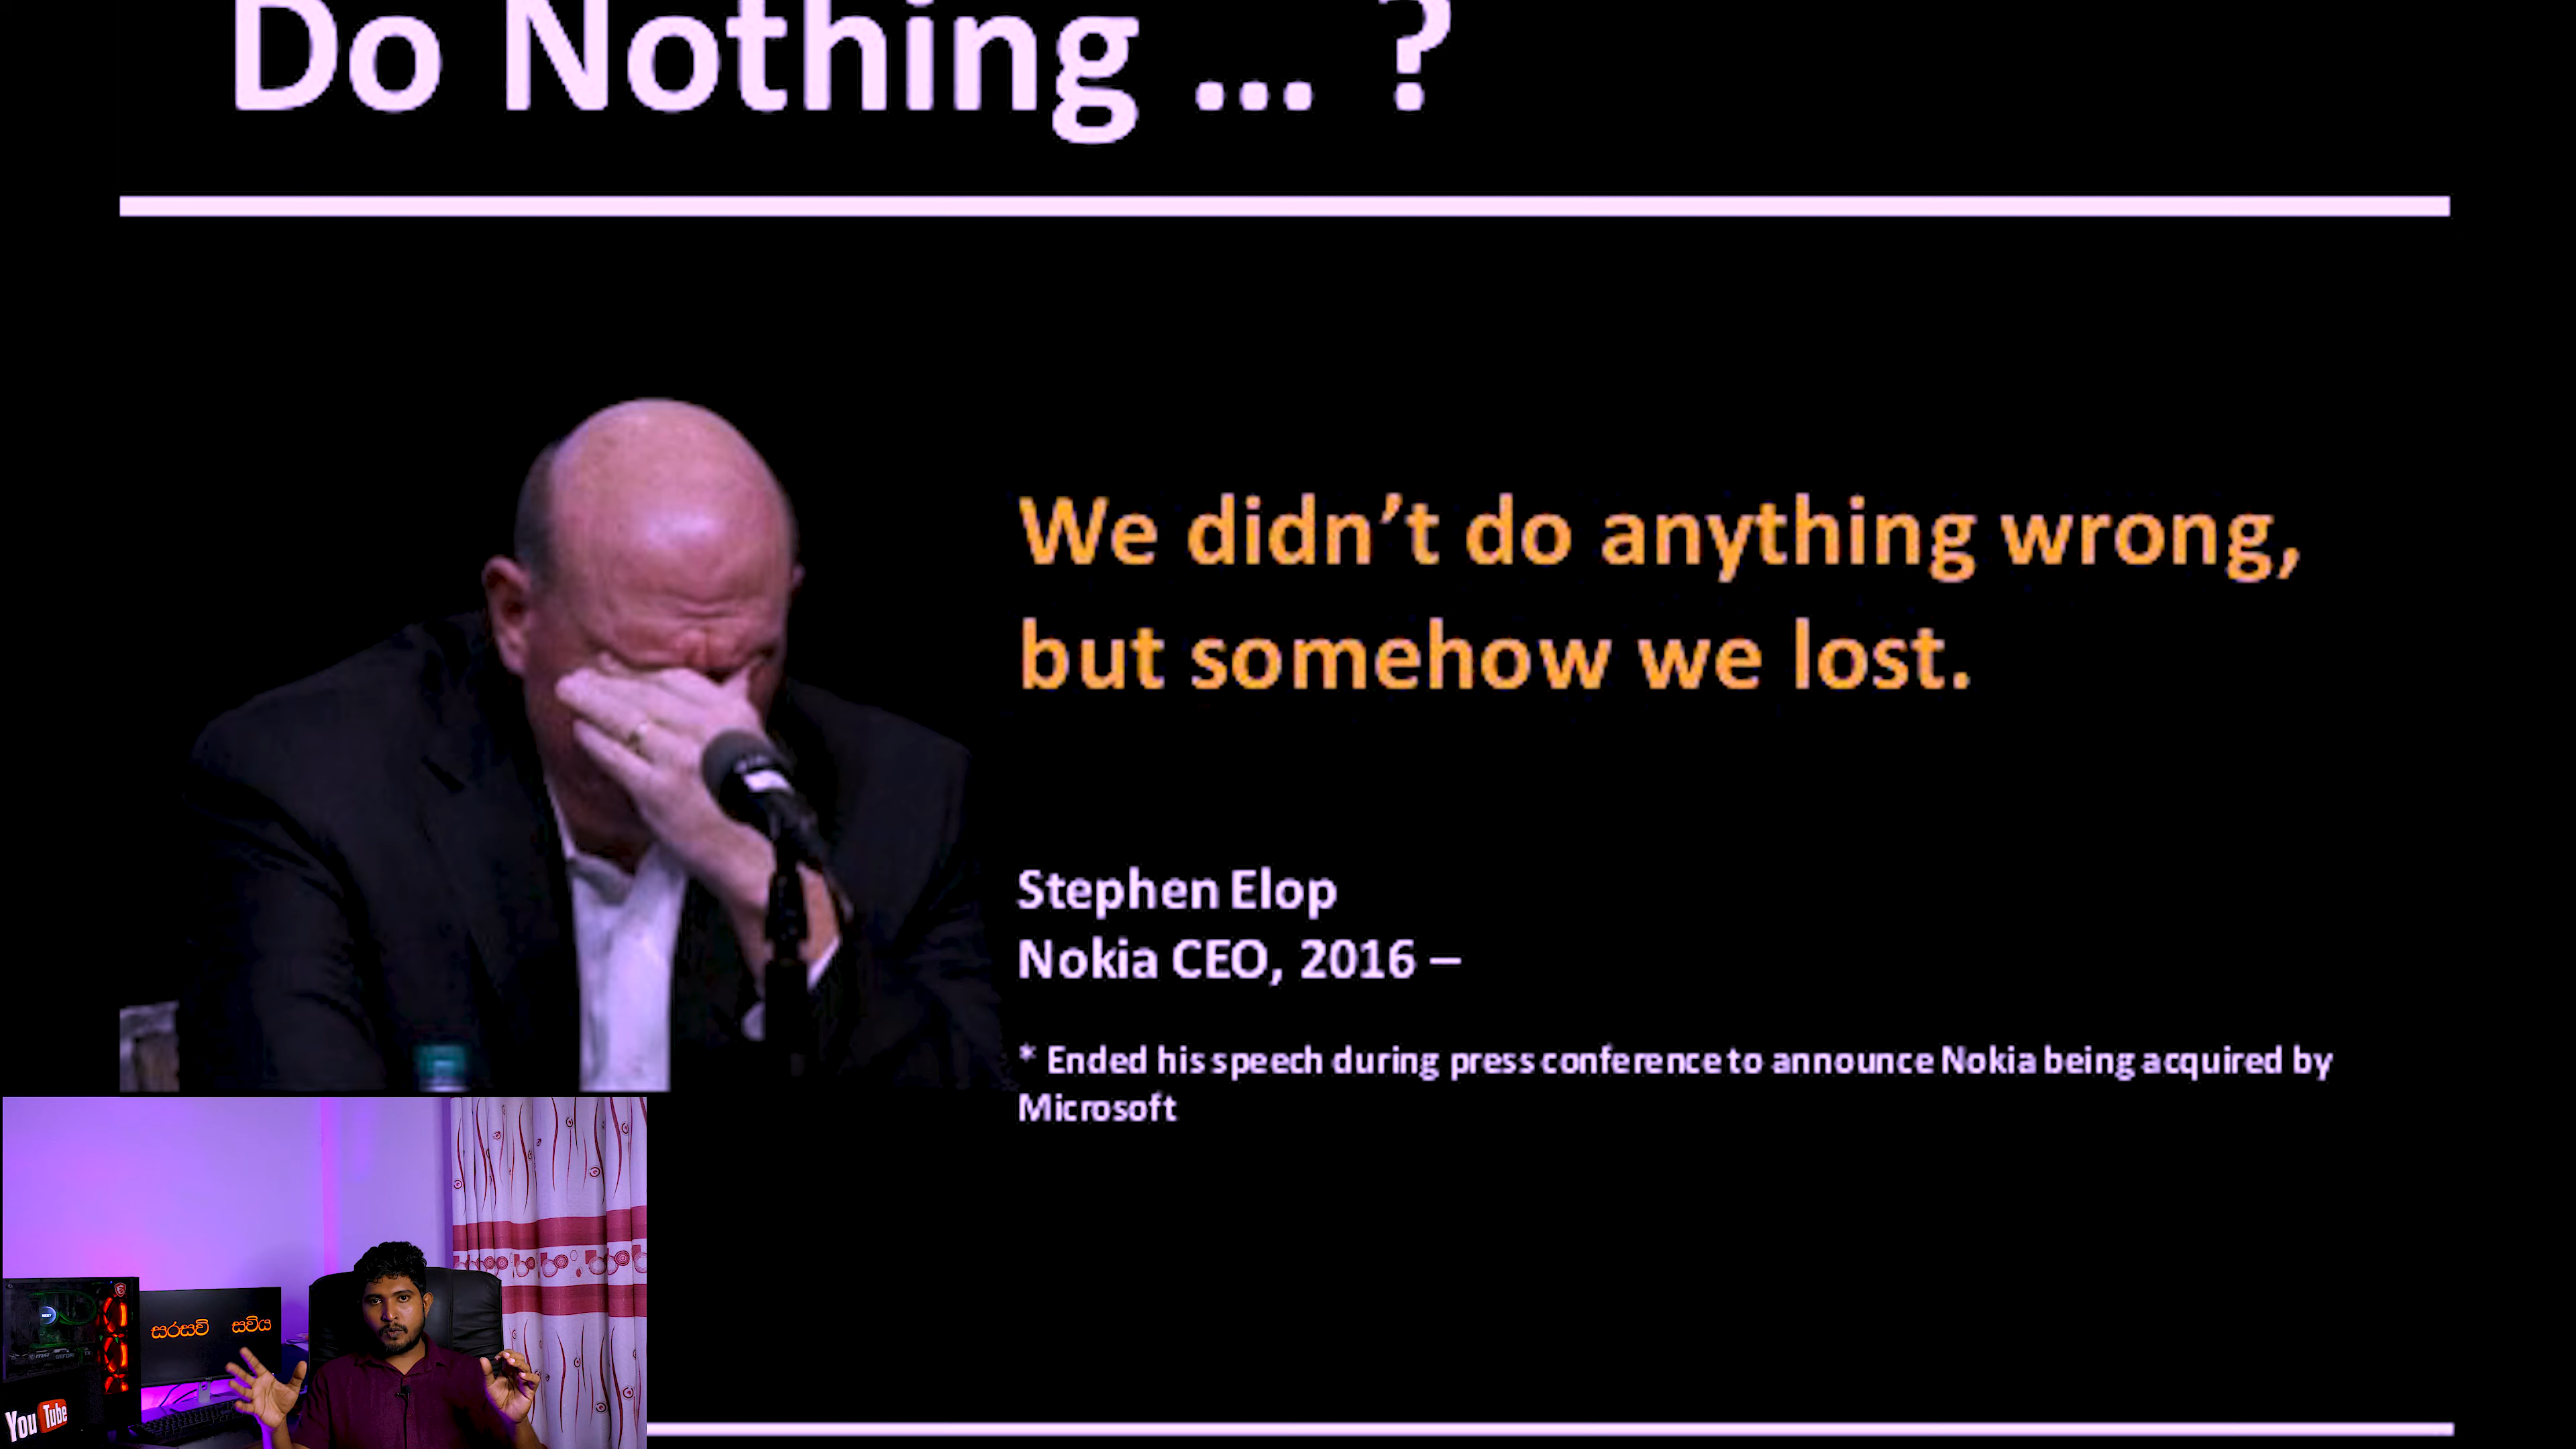 Do Nothing ... ?
We didn’t do anything wrong,
but somehow we lost.
Stephen Elop
Nokia CEO, 2016 –
* Ended his speech during press conference to announce Nokia being acquired by
Microsoft
සරසවි සවිය
YouTube